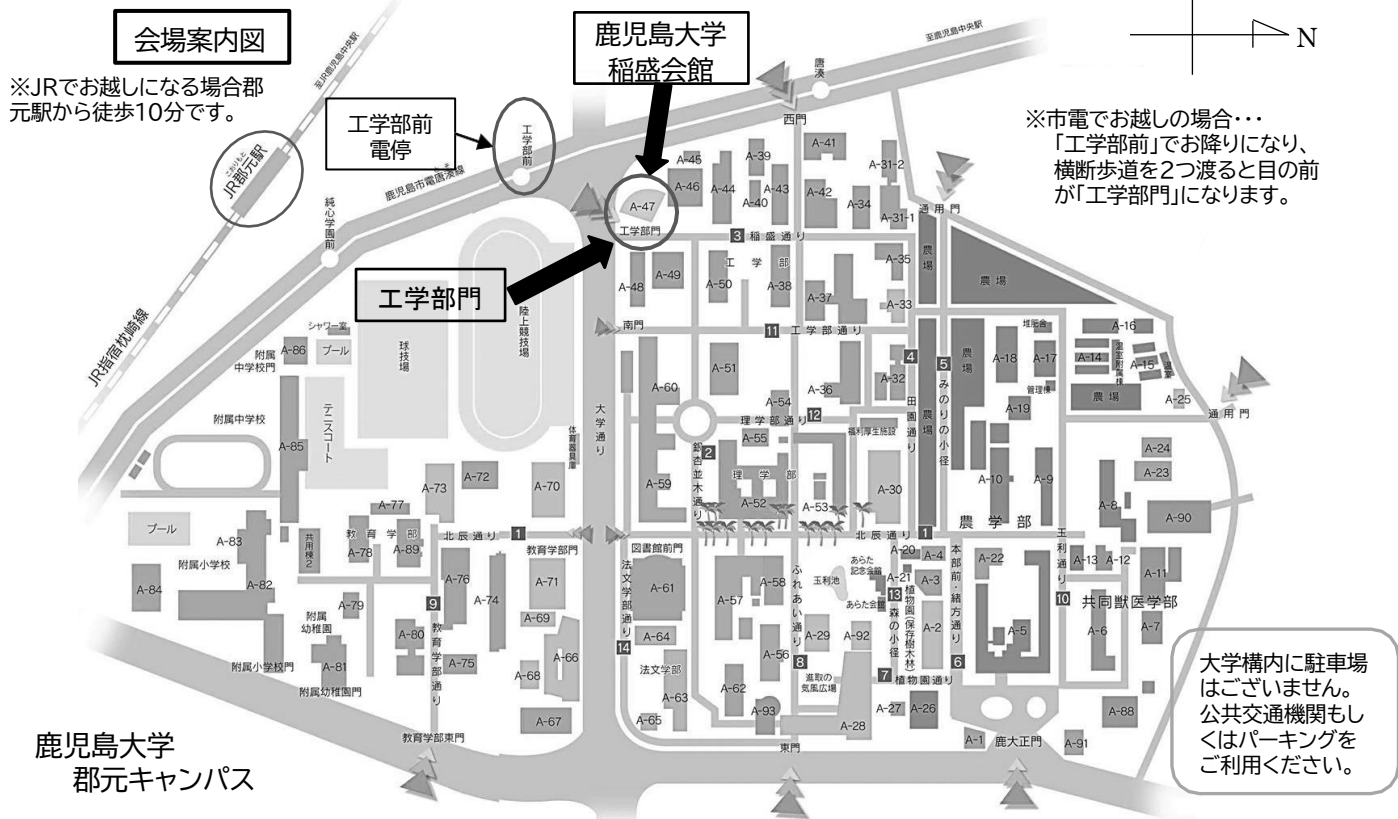 会場案内図
※JRでお越しになる場合郡
元駅から徒歩10分です。
至JR鹿児島中央駅
こおりもと
JR郡元駅
JR指宿枕崎線
工学部前
電停
工学部前
鹿児島市電唐湊線
純心学園前
鹿児島大学
稲盛会館
至鹿児島中央駅
唐湊
西門
N
※市電でお越しの場合・・・
「工学部前」でお降りになり、
横断歩道を2つ渡ると目の前
が「工学部門」になります。
A-45
A-46
A-44
A-39
A-40
A-43
A-41
A-42
A-31-2
A-34
A-31-1
通用門
A-47
工学部門
3 稲盛通り
工学部門
A-48
A-49
A-50
工学部
A-38
A-37
A-35
A-33
農場
農場
陸上競技場
球技場
南門
11 工学部通り
シャワー室
プール
A-86
附属
中学校門
附属中学校
A-85
テニスコート
体育器具庫
大学通り
A-60
A-51
A-54
A-36
A-32
4
田園通り
農場
5
みのりの小径
農場
A-18
堆肥舎
A-17
管理棟
A-19
A-16
A-14
温室附属棟
A-15
温室
農場
A-25
通用門
理学部通り 12
福利厚生施設
2
銀杏並木通り
A-55
理学部
A-52
A-53
A-30
A-59
A-10
A-9
A-24
A-23
A-8
A-90
農学部
A-73
A-72
A-70
A-77
教育学部
A-78
A-89
北辰通り 1
教育学部門
図書館前門
北辰通り 1
プール
A-83
附属小学校
A-84
A-82
共用棟2
A-79
附属
幼稚園
A-81
附属小学校門
附属幼稚園門
A-76
A-74
A-71
A-69
A-66
A-68
A-67
A-80
A-75
9
教育学部通り
教育学部東門
法文学部通り
14
A-61
A-64
法文学部
A-63
A-65
A-57
A-58
A-56
A-62
A-93
ふれあい通り
8
玉利池
あらた
記念会館
あらた会館
A-29
A-92
進取の
気風広場
A-28
東門
A-20
A-4
A-21
A-3
13
森の小径
植物園(保存樹木林)
A-2
7 植物園通り
A-27
A-26
本部前・緒方通り
6
A-22
A-5
A-1
鹿大正門
A-91
A-88
玉利通り
10
A-13
A-12
A-11
共同獣医学部
A-6
A-7
大学構内に駐車場
はございません。
公共交通機関もし
くはパーキングを
ご利用ください。
鹿児島大学
郡元キャンパス